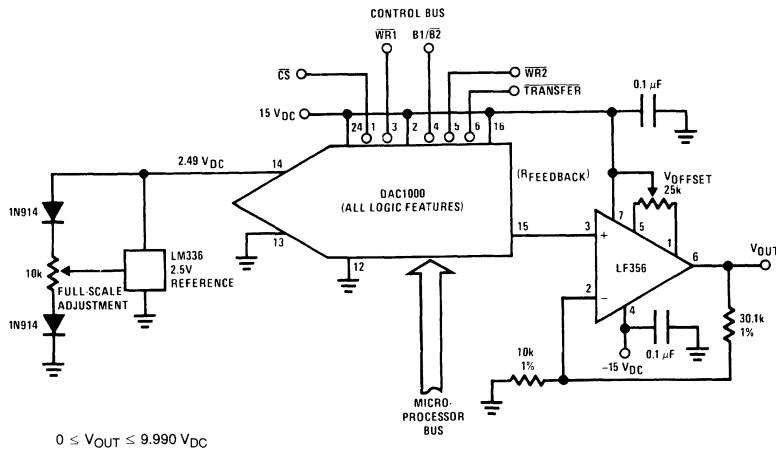 CONTROL BUS
WR1 B1/B2
CS
WR2
TRANSFER
0.1 µF
15 VDC
24 1 3 2 4 5 6 16
2.49 VDC
14
(RFEEDBACK)
VOFFSET
25k
1N914
DAC1000
(ALL LOGIC FEATURES)
7
5
1
15
3
+
13
LM336
2.5V
REFERENCE
10k
FULL-SCALE
ADJUSTMENT
12
LF356
6
VOUT
2
−
4
30.1k
1%
1N914
10k
1%
0.1 µF
−15 VDC
MICRO-
PROCESSOR
BUS
0 ≤ VOUT ≤ 9.990 VDC